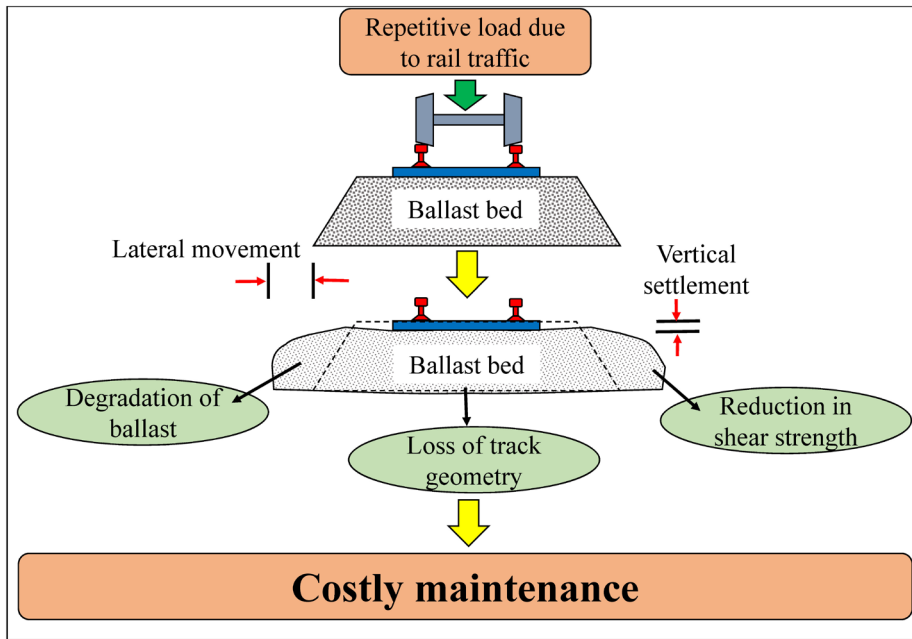 Repetitive load due
to rail traffic
Ballast bed
Lateral movement
Vertical
settlement
Ballast bed
Degradation of
ballast
Loss of track
geometry
Reduction in
shear strength
Costly maintenance